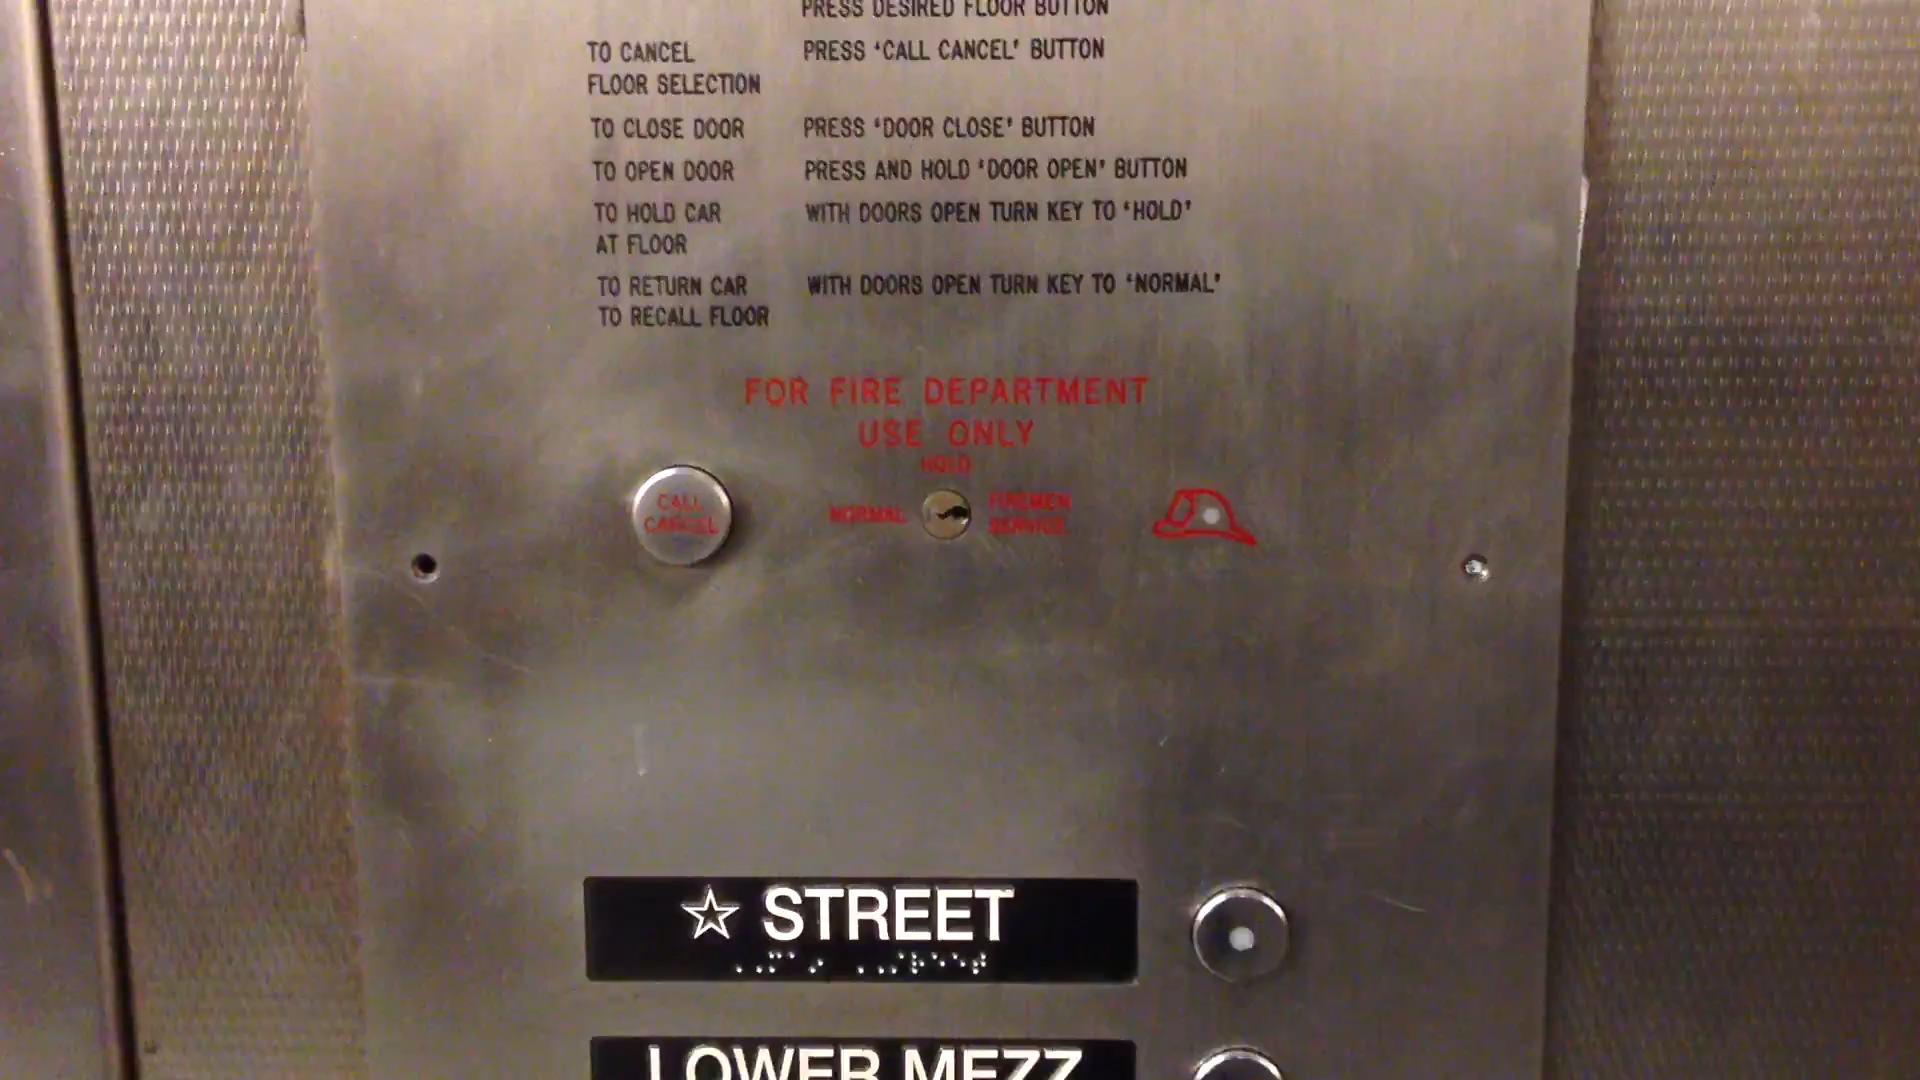 PRESS DESIRED FLOOR BUTTON
TO CANCEL PRESS 'CALL CANCEL' BUTTON
FLOOR SELECTION
TO CLOSE DOOR PRESS 'DOOR CLOSE' BUTTON
TO OPEN DOOR PRESS AND HOLD 'DOOR OPEN' BUTTON
TO HOLD CAR WITH DOORS OPEN TURN KEY TO 'HOLD'
AT FLOOR
TO RETURN CAR WITH DOORS OPEN TURN KEY TO 'NORMAL'
TO RECALL FLOOR
FOR FIRE DEPARTMENT
USE ONLY
HOLD
CALL
CANCEL
NORMAL
FIREMEN
SERVICE
☆ STREET
LOWER MEZZ